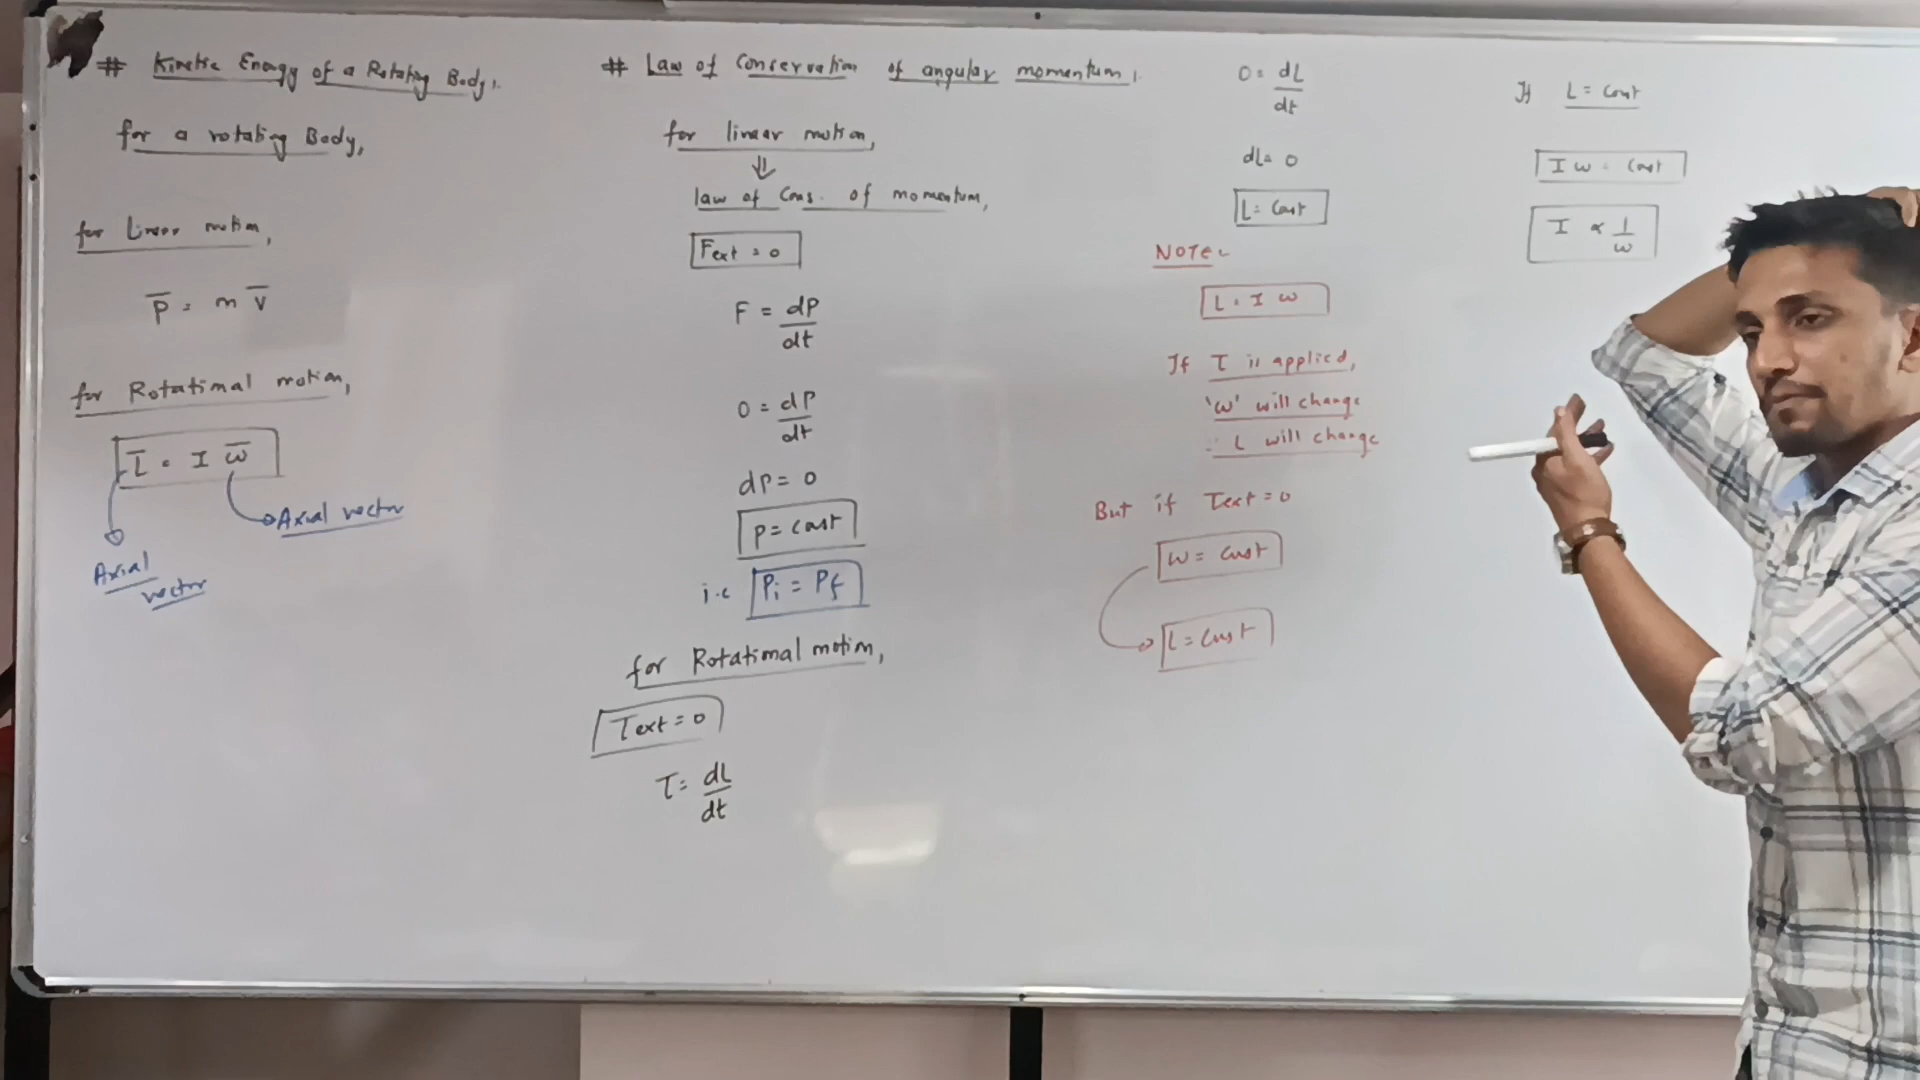 # Kinetic Energy of a Rotating Body,
for a rotating Body,
for Linear motion,
P̅ = m V̅
for Rotational motion,
L̅ = I ω̅
Axial vector
Axial
vector
# Law of Conservation of angular momentum,
for linear motion,
⇓
law of Cons. of momentum,
Fext = 0
F = dP/dt
0 = dP/dt
dP = 0
P = const
i.e Pi = Pf
for Rotational motion,
τext = 0
τ = dL/dt
0 = dL/dt
dL = 0
L = Const
NOTE:
L = I ω
If τ is applied,
'ω' will change
∴ L will change
But if τext = 0
ω = const
L = const
If L = const
I ω = const
I ∝ 1/ω